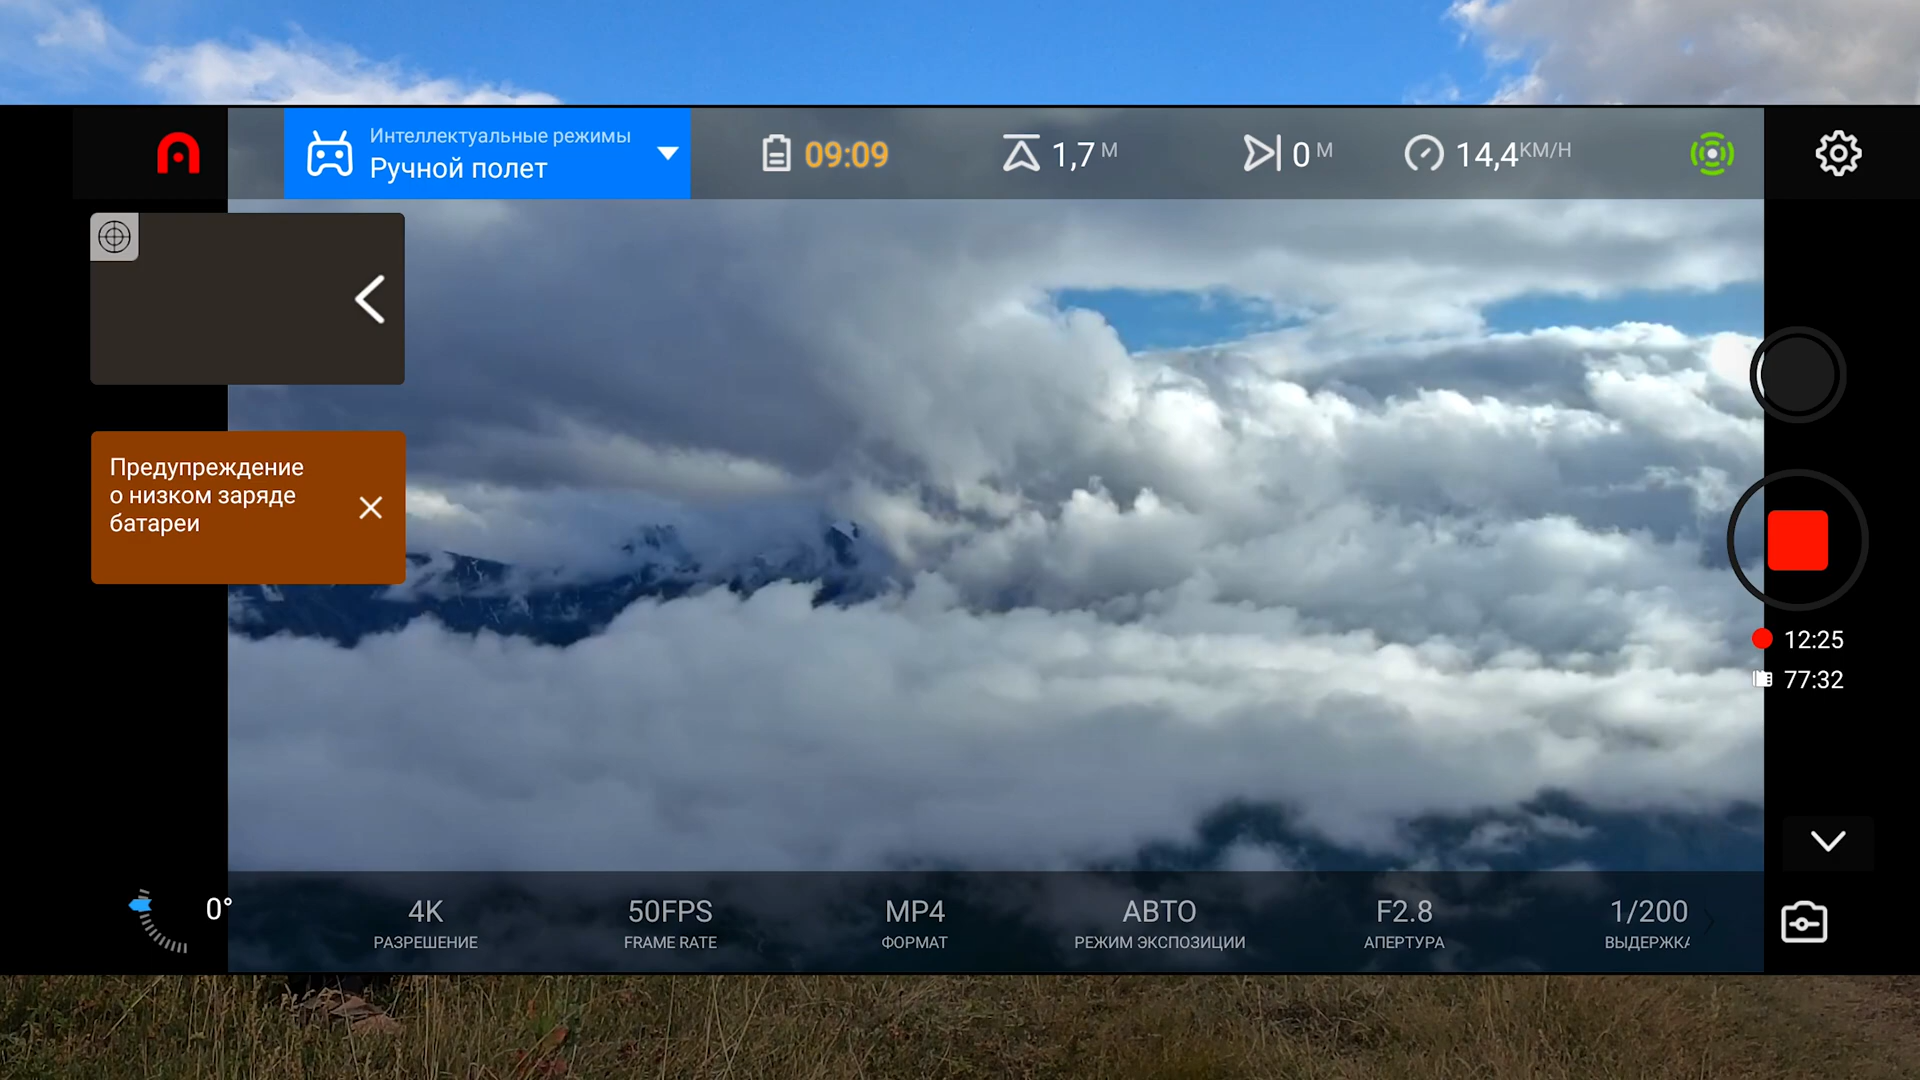 Интеллектуальные режимы
Ручной полет
09:09
1,7 М
0 М
14,4 KM/H
Предупреждение
о низком заряде
батареи
12:25
77:32
0°
4K
РАЗРЕШЕНИЕ
50FPS
FRAME RATE
MP4
ФОРМАТ
АВТО
РЕЖИМ ЭКСПОЗИЦИИ
F2.8
АПЕРТУРА
1/200
ВЫДЕРЖКА